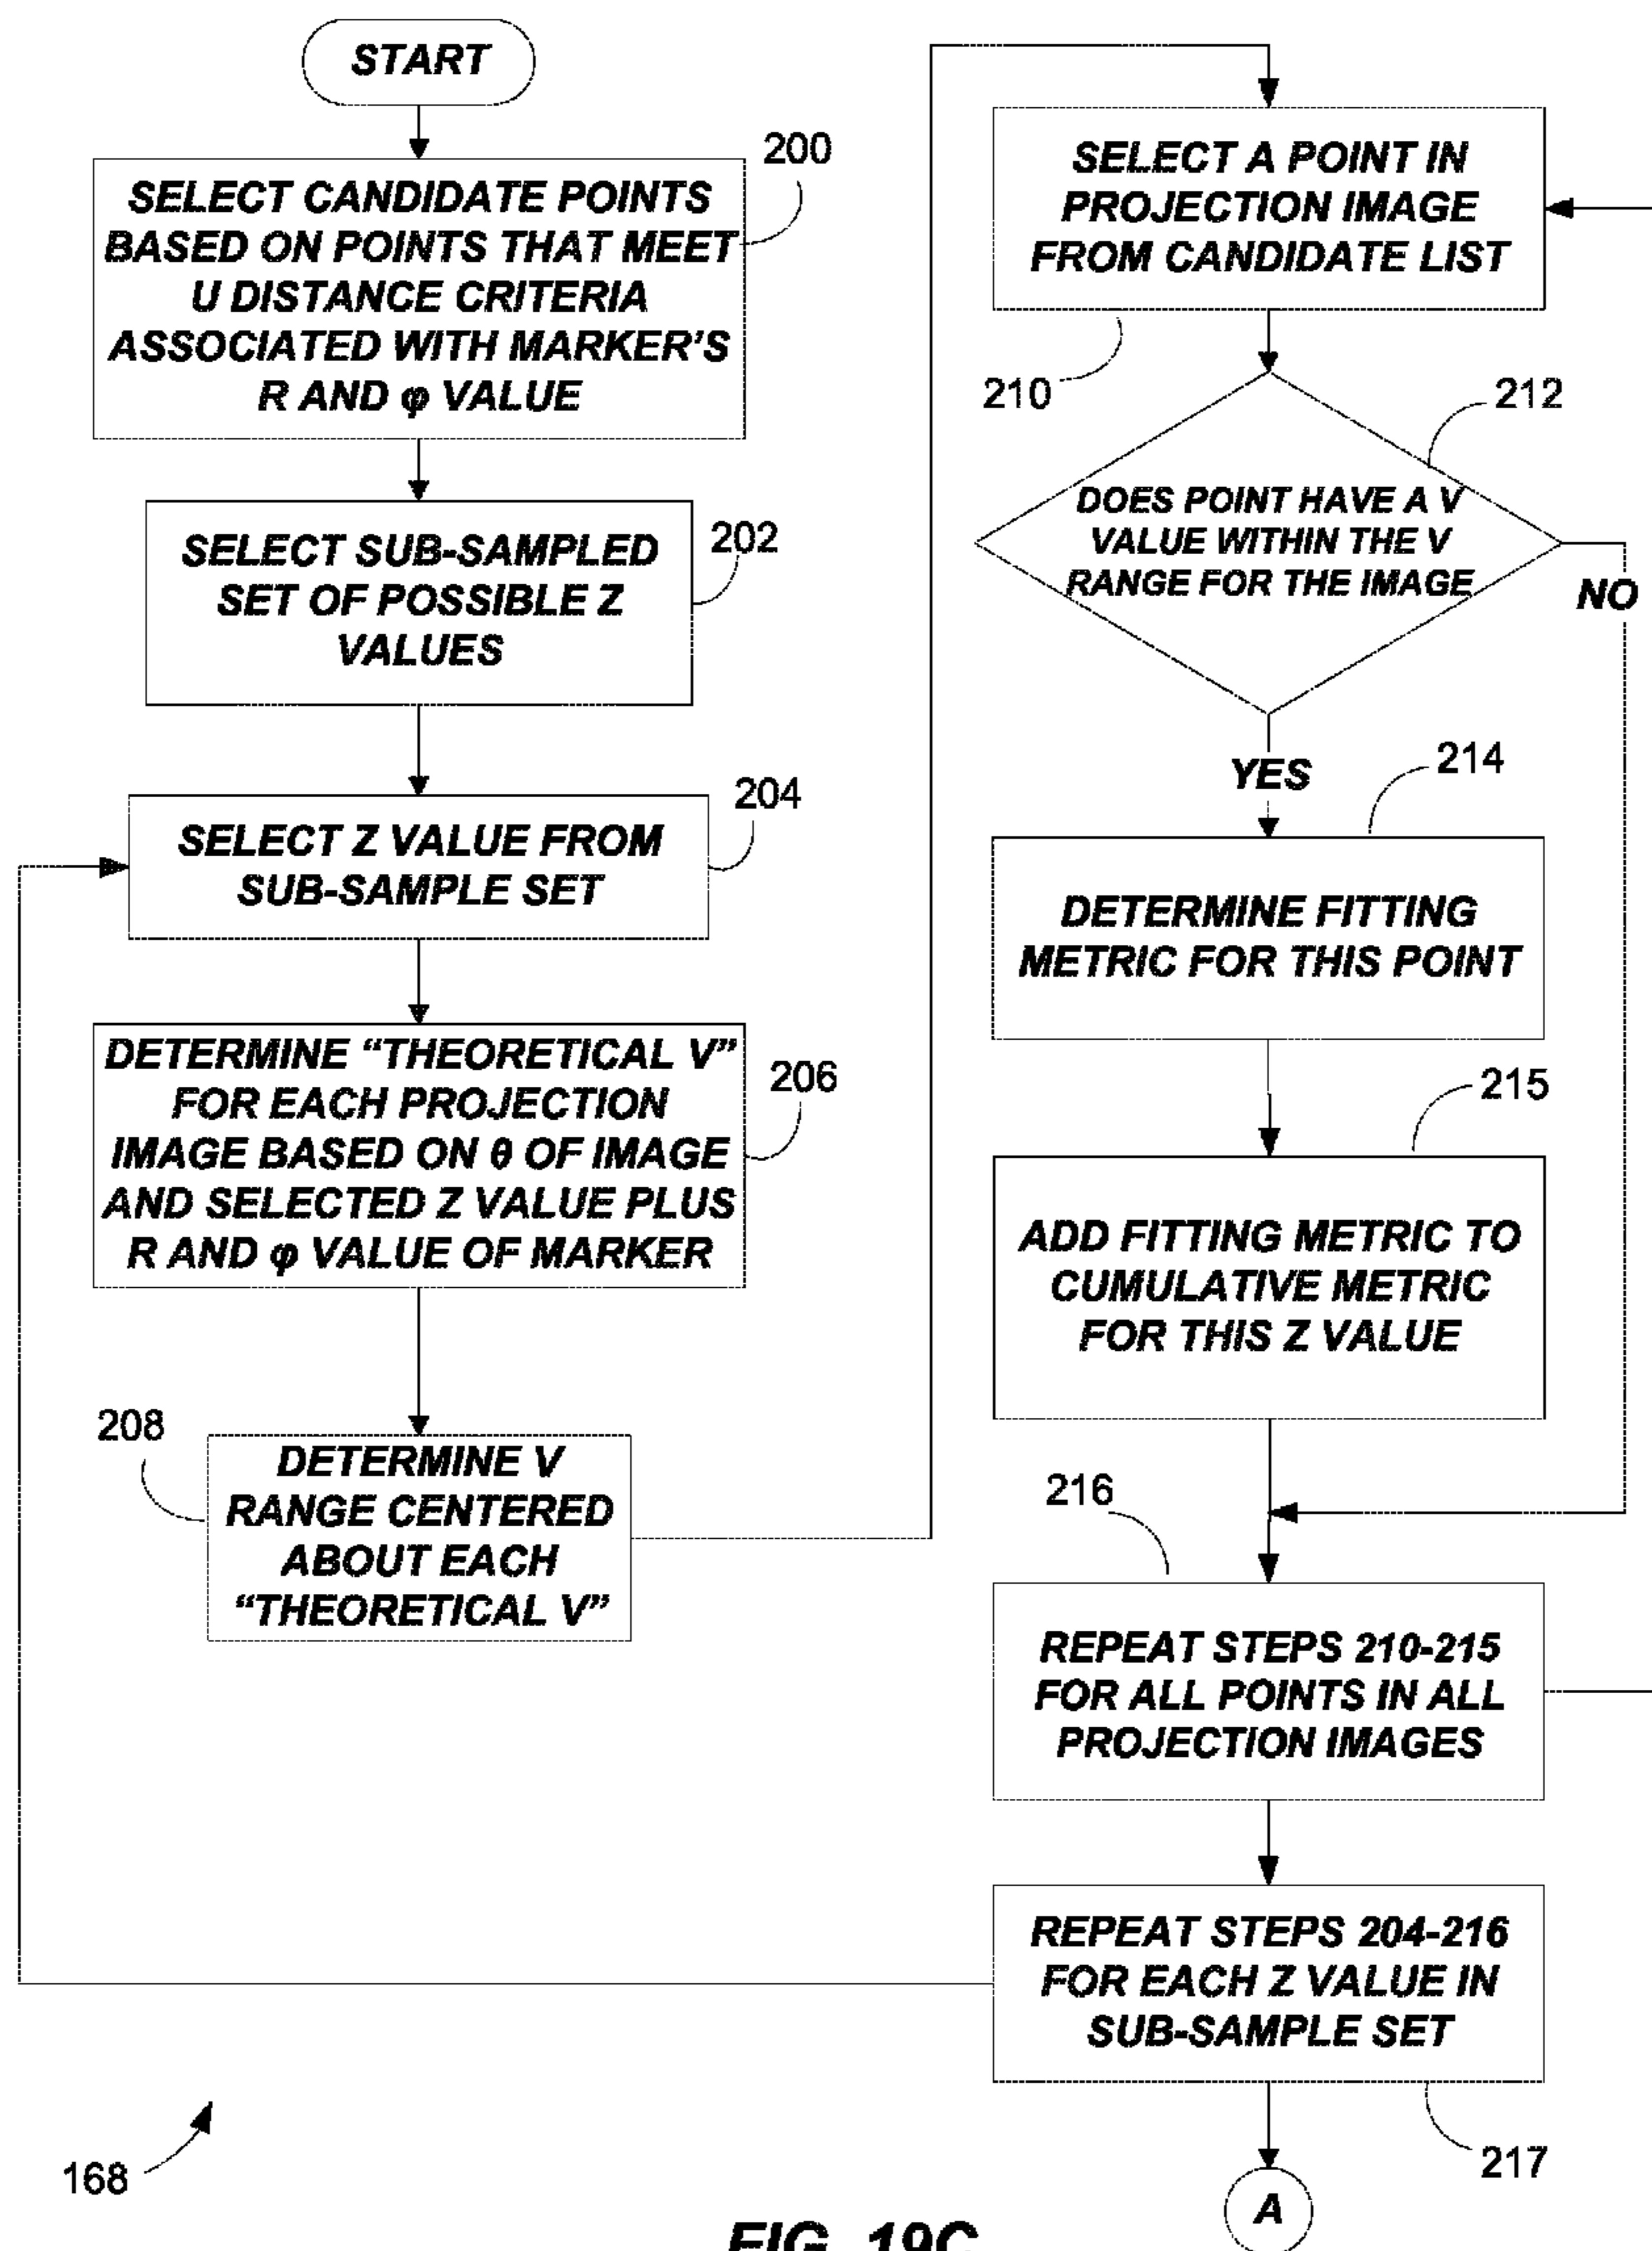 START
200
SELECT CANDIDATE POINTS
BASED ON POINTS THAT MEET
U DISTANCE CRITERIA
ASSOCIATED WITH MARKER'S
R AND φ VALUE
202
SELECT SUB-SAMPLED
SET OF POSSIBLE Z
VALUES
204
SELECT Z VALUE FROM
SUB-SAMPLE SET
206
DETERMINE “THEORETICAL V”
FOR EACH PROJECTION
IMAGE BASED ON θ OF IMAGE
AND SELECTED Z VALUE PLUS
R AND φ VALUE OF MARKER
208
DETERMINE V
RANGE CENTERED
ABOUT EACH
“THEORETICAL V”
SELECT A POINT IN
PROJECTION IMAGE
FROM CANDIDATE LIST
210
212
DOES POINT HAVE A V
VALUE WITHIN THE V
RANGE FOR THE IMAGE
NO
YES
214
DETERMINE FITTING
METRIC FOR THIS POINT
215
ADD FITTING METRIC TO
CUMULATIVE METRIC
FOR THIS Z VALUE
216
REPEAT STEPS 210-215
FOR ALL POINTS IN ALL
PROJECTION IMAGES
REPEAT STEPS 204-216
FOR EACH Z VALUE IN
SUB-SAMPLE SET
217
A
168
FIG. 19C